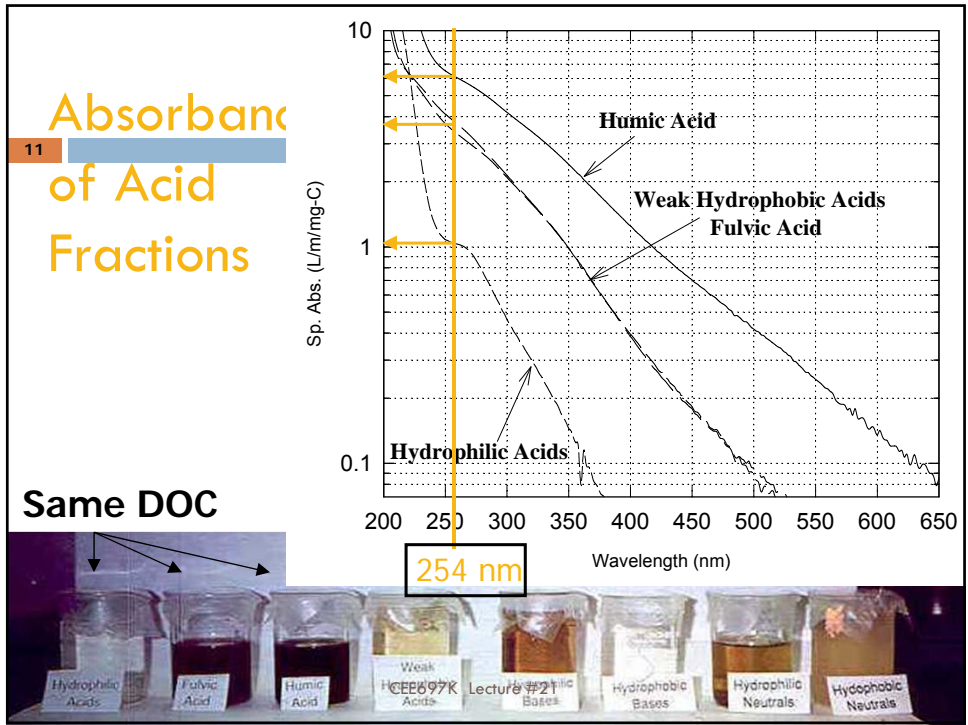 Absorbanc
11
of Acid
Fractions
10
1
0.1
Sp. Abs. (L/m/mg-C)
Humic Acid
Weak Hydrophobic Acids
Fulvic Acid
Hydrophilic Acids
200 250 300 350 400 450 500 550 600 650
Wavelength (nm)
254 nm
Same DOC
Hydrophilic
Acids
Fulvic
Acid
Humic
Acid
Weak
Acids
Hydrophilic
Bases
Hydrophobic
Bases
Hydrophilic
Neutrals
Hydophobic
Neutrals
CEE697K Lecture #21